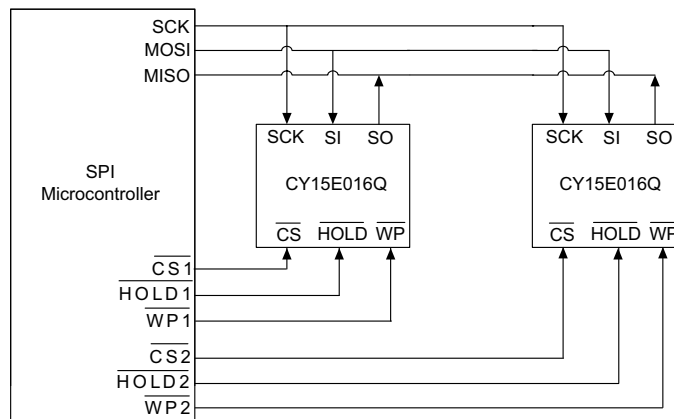 SCK
MOSI
MISO
SPI
Microcontroller
CS1
HOLD1
WP1
CS2
HOLD2
WP2
SCK SI SO
CY15E016Q
CS HOLD WP
SCK SI SO
CY15E016Q
CS HOLD WP